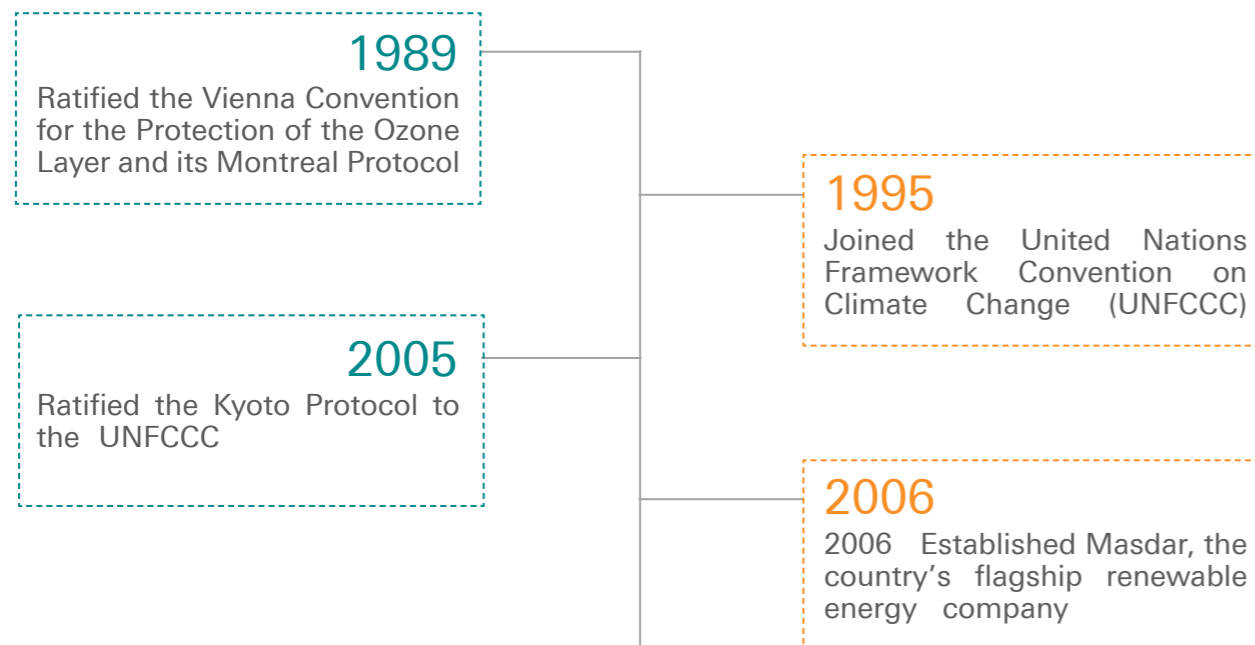 1989
Ratified the Vienna Convention
for the Protection of the Ozone
Layer and its Montreal Protocol
1995
Joined the United Nations
Framework Convention on
Climate Change (UNFCCC)
2005
Ratified the Kyoto Protocol to
the UNFCCC
2006
2006 Established Masdar, the
country’s flagship renewable
energy company